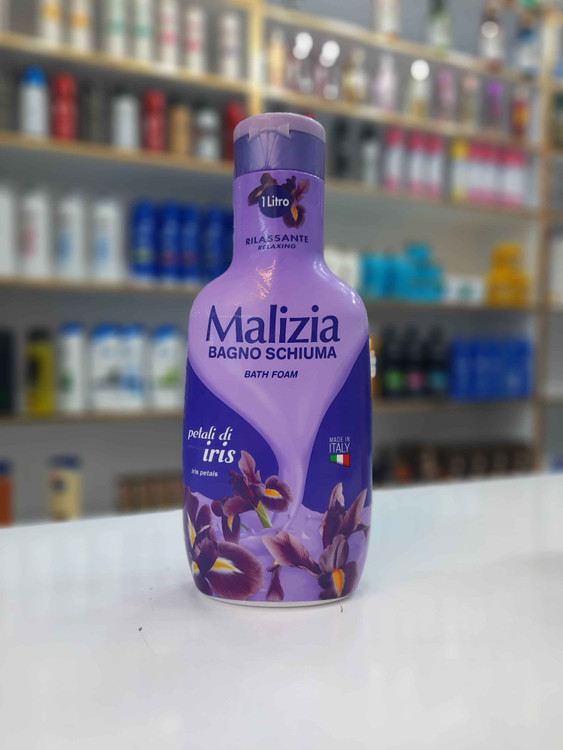 1 Litro
RILASSANTE
RELAXING
Malizia
BAGNO SCHIUMA
BATH FOAM
petali di
iris
iris petals
MADE IN
ITALY